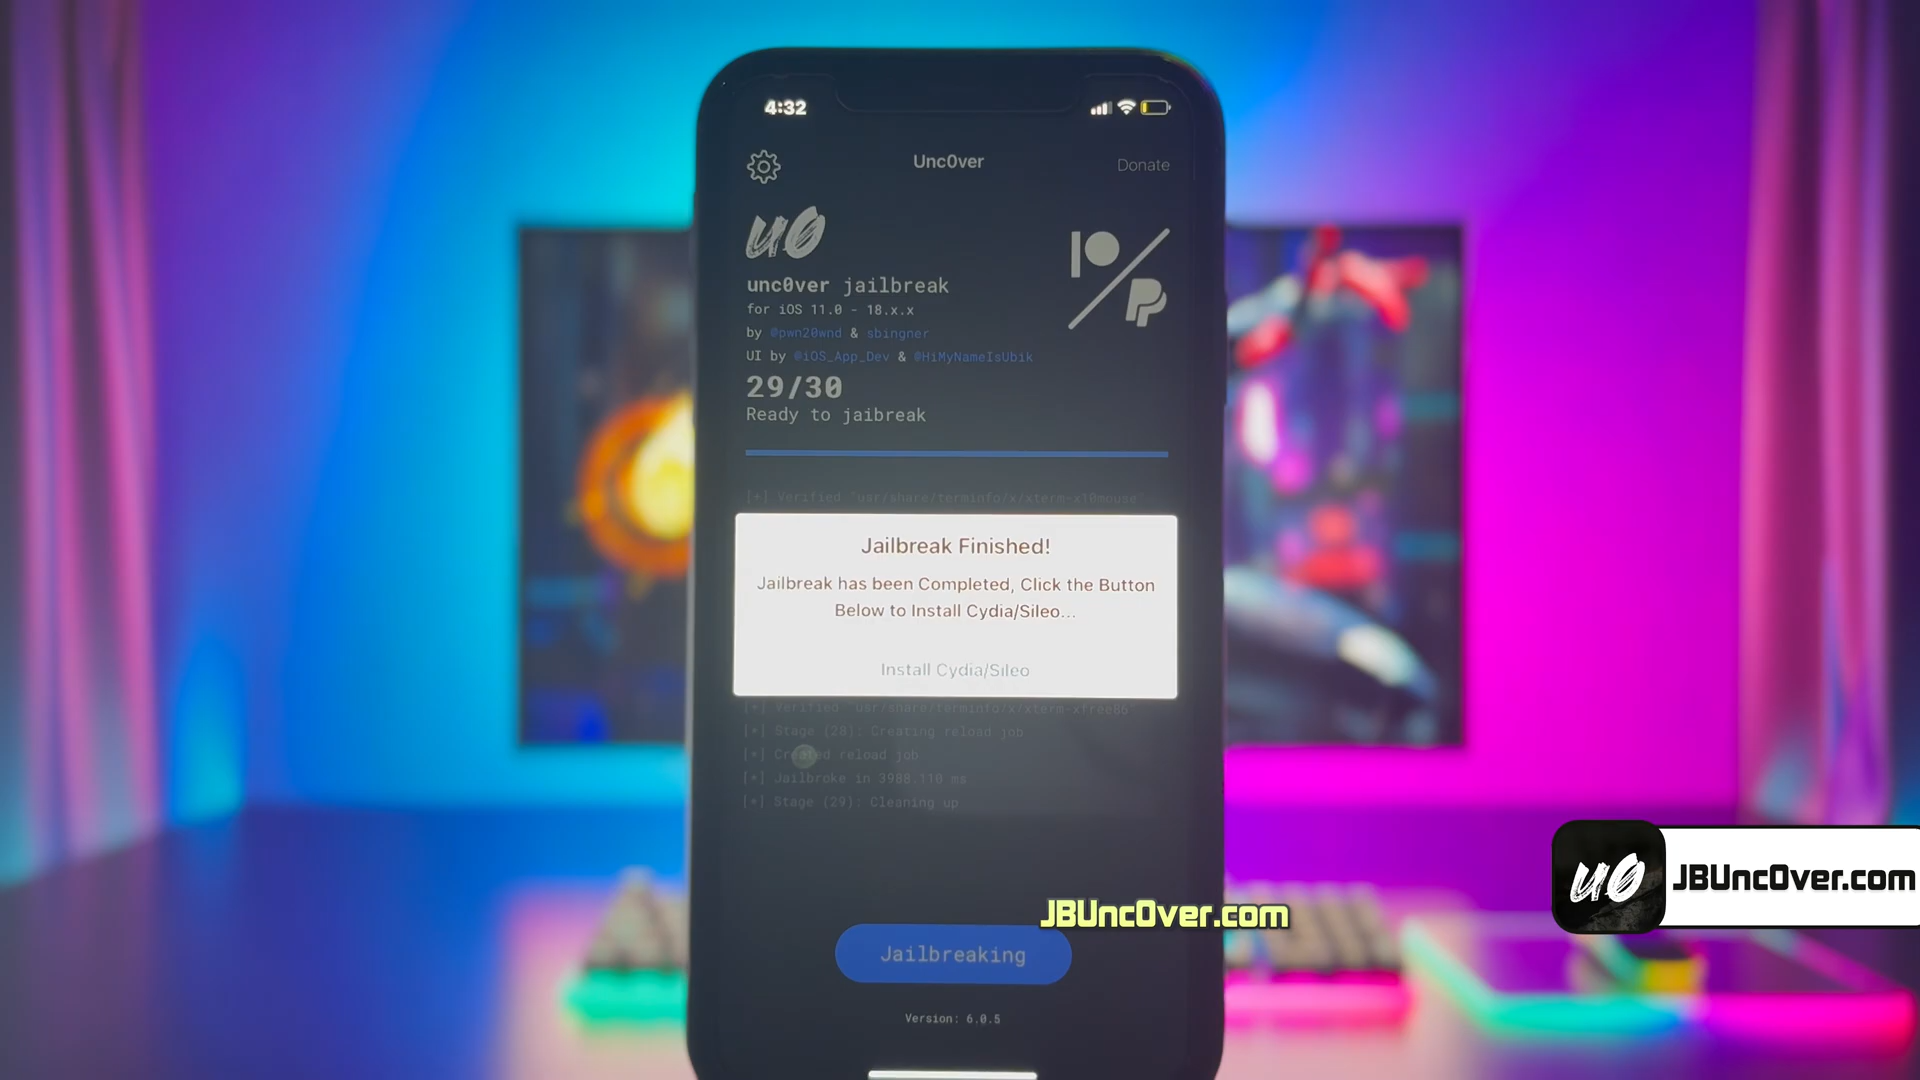 4:32
Unc0ver
Donate
u0
unc0ver jailbreak
for iOS 11.0 - 18.x.x
by @pwn20wnd & sbingner
UI by @iOS_App_Dev & @HiMyNameIsUbik
29/30
Ready to jaibreak
[+] Verified "usr/share/terminfo/x/xterm-x10mouse"
Jailbreak Finished!
Jailbreak has been Completed, Click the Button
Below to Install Cydia/Sileo...
Install Cydia/Sileo
[*] Verified "usr/share/terminfo/x/xterm-xfree86"
[*] Stage (28): Creating reload job
[*] Created reload job
[*] Jailbroke in 3988.110 ms
[*] Stage (29): Cleaning up
JBUnc0ver.com
u0 JBUnc0ver.com
Jailbreaking
Version: 6.0.5